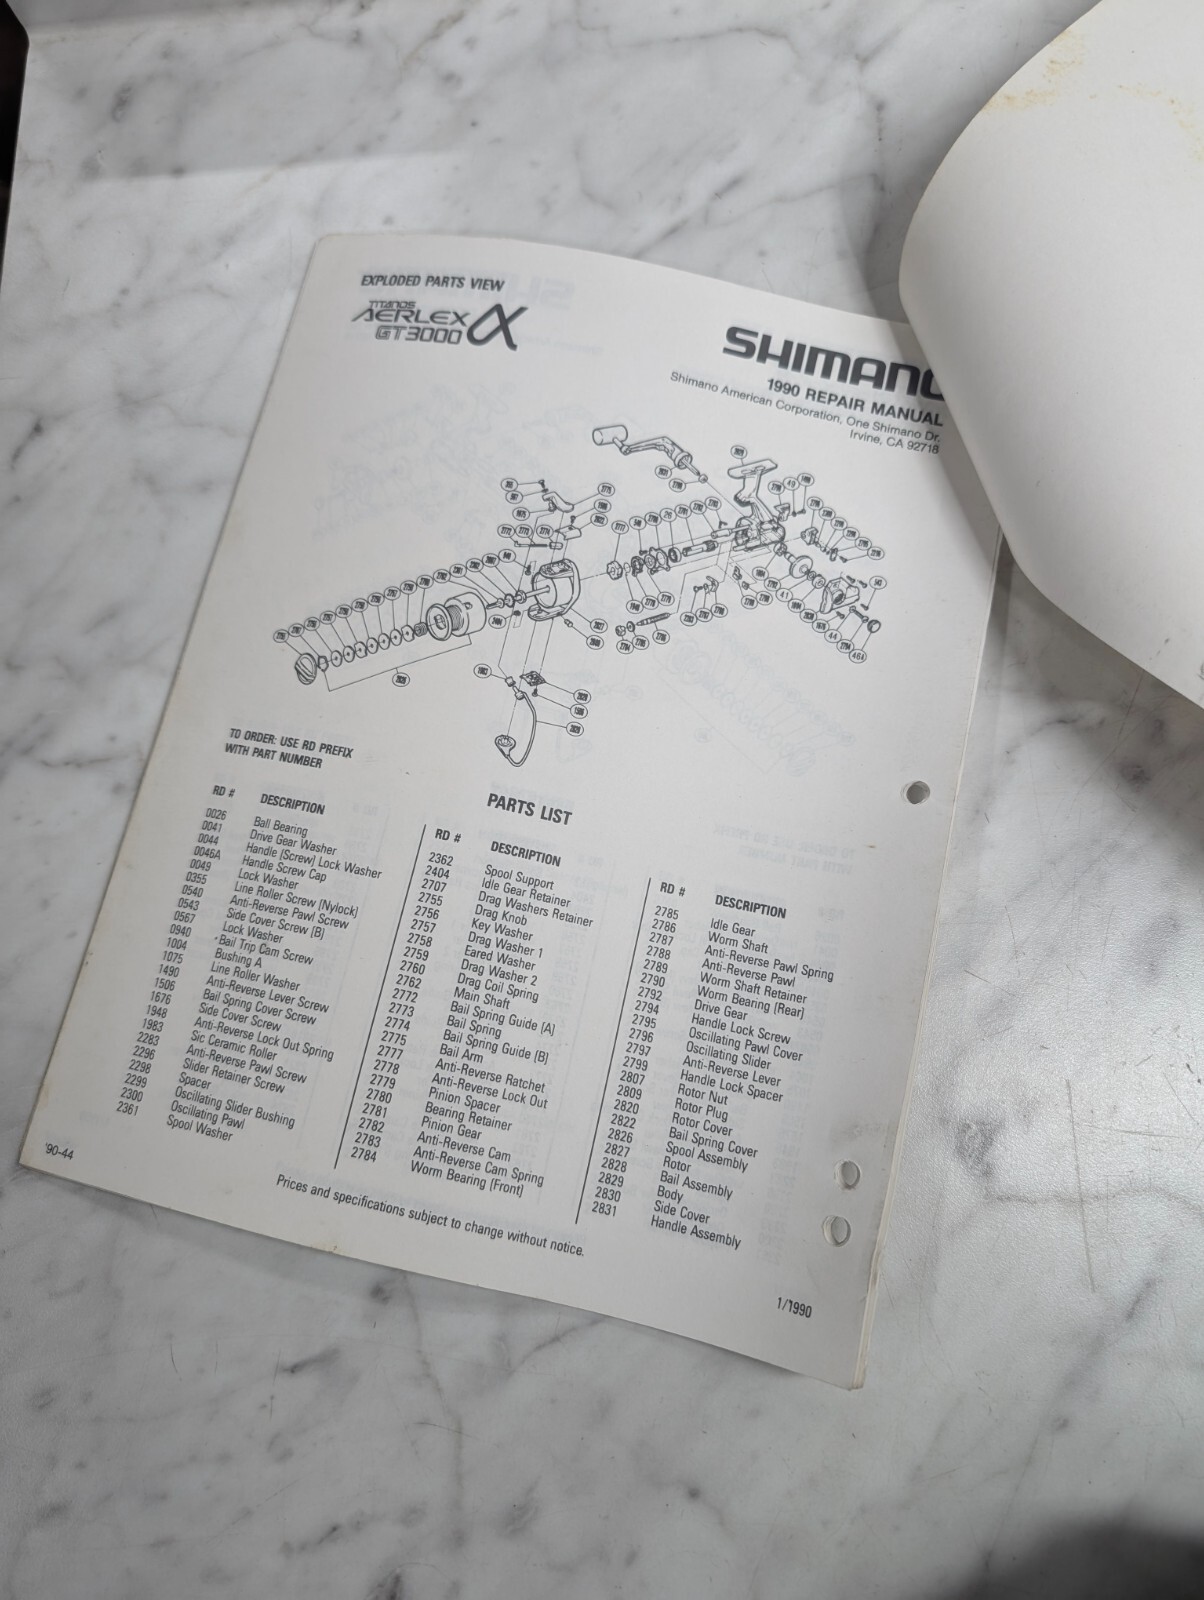 EXPLODED PARTS VIEW
TITANOS
AERLEX α
GT3000
SHIMANO
1990 REPAIR MANUAL
Shimano American Corporation, One Shimano Dr.
Irvine, CA 92718
TO ORDER: USE RD PREFIX
WITH PART NUMBER
PARTS LIST
RD # DESCRIPTION
0026 Ball Bearing
0041 Drive Gear Washer
0044 Handle (Screw) Lock Washer
0046A Handle Screw Cap
0049 Lock Washer
0355 Line Roller Screw (Nylock)
0540 Anti-Reverse Pawl Screw
0543 Side Cover Screw (B)
0567 Lock Washer
0940 Bail Trip Cam Screw
1004 Bushing A
1075 Line Roller Washer
1490 Anti-Reverse Lever Screw
1506 Bail Spring Cover Screw
1676 Side Cover Screw
1948 Anti-Reverse Lock Out Spring
1983 Sic Ceramic Roller
2283 Anti-Reverse Pawl Screw
2296 Slider Retainer Screw
2298 Spacer
2299 Oscillating Slider Bushing
2300 Oscillating Pawl
2361 Spool Washer
RD # DESCRIPTION
2362 Spool Support
2404 Idle Gear Retainer
2707 Drag Washers Retainer
2755 Drag Knob
2756 Key Washer
2757 Drag Washer 1
2758 Eared Washer
2759 Drag Washer 2
2760 Drag Coil Spring
2762 Main Shaft
2772 Bail Spring Guide (A)
2773 Bail Spring
2774 Bail Spring Guide (B)
2775 Bail Arm
2777 Anti-Reverse Ratchet
2778 Anti-Reverse Lock Out
2779 Pinion Spacer
2780 Bearing Retainer
2781 Pinion Gear
2782 Anti-Reverse Cam
2783 Anti-Reverse Cam Spring
2784 Worm Bearing (Front)
RD # DESCRIPTION
2785 Idle Gear
2786 Worm Shaft
2787 Anti-Reverse Pawl Spring
2788 Anti-Reverse Pawl
2789 Worm Shaft Retainer
2790 Worm Bearing (Rear)
2792 Drive Gear
2794 Handle Lock Screw
2795 Oscillating Pawl Cover
2796 Oscillating Slider
2797 Anti-Reverse Lever
2799 Handle Lock Spacer
2807 Rotor Nut
2809 Rotor Plug
2820 Rotor Cover
2822 Bail Spring Cover
2826 Spool Assembly
2827 Rotor
2828 Bail Assembly
2829 Body
2830 Side Cover
2831 Handle Assembly
'90-44
Prices and specifications subject to change without notice.
1/1990